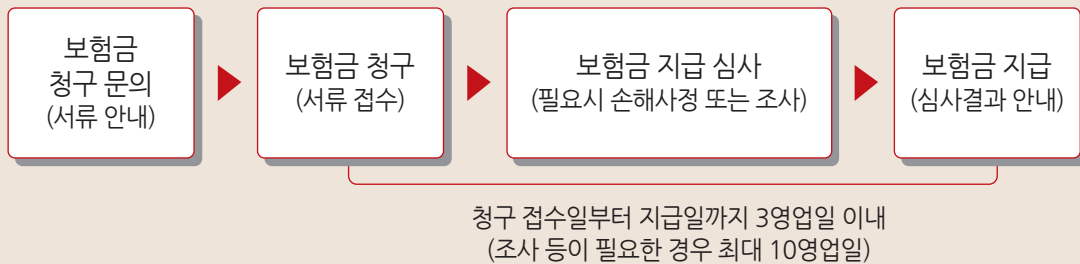 보험금
청구 문의
(서류 안내)
보험금 청구
(서류 접수)
보험금 지급 심사
(필요시 손해사정 또는 조사)
보험금 지급
(심사결과 안내)
청구 접수일부터 지급일까지 3영업일 이내
(조사 등이 필요한 경우 최대 10영업일)